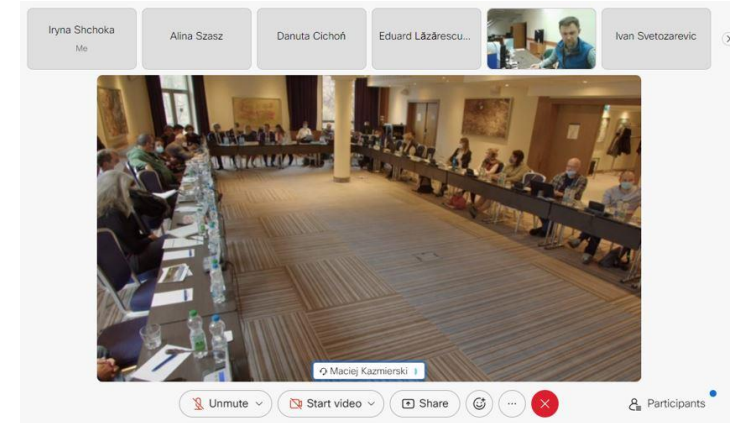 Iryna Shchoka
Me
Alina Szasz
Danuta Cichoń
Eduard Lăzărescu...
Ivan Svetozarevic
Maciej Kazmierski
Unmute
Start video
Share
Participants